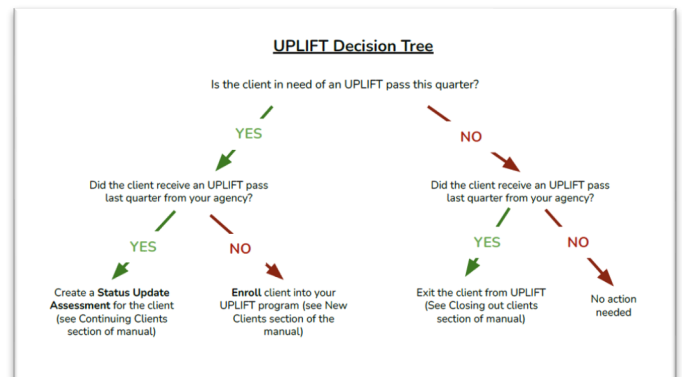 UPLIFT Decision Tree
Is the client in need of an UPLIFT pass this quarter?
YES
NO
Did the client receive an UPLIFT pass
last quarter from your agency?
Did the client receive an UPLIFT pass
last quarter from your agency?
YES
NO
YES
NO
Create a Status Update
Assessment for the client
(see Continuing Clients
section of manual)
Enroll client into your
UPLIFT program (see New
Clients section of the
manual)
Exit the client from UPLIFT
(See Closing out clients
section of manual)
No action
needed